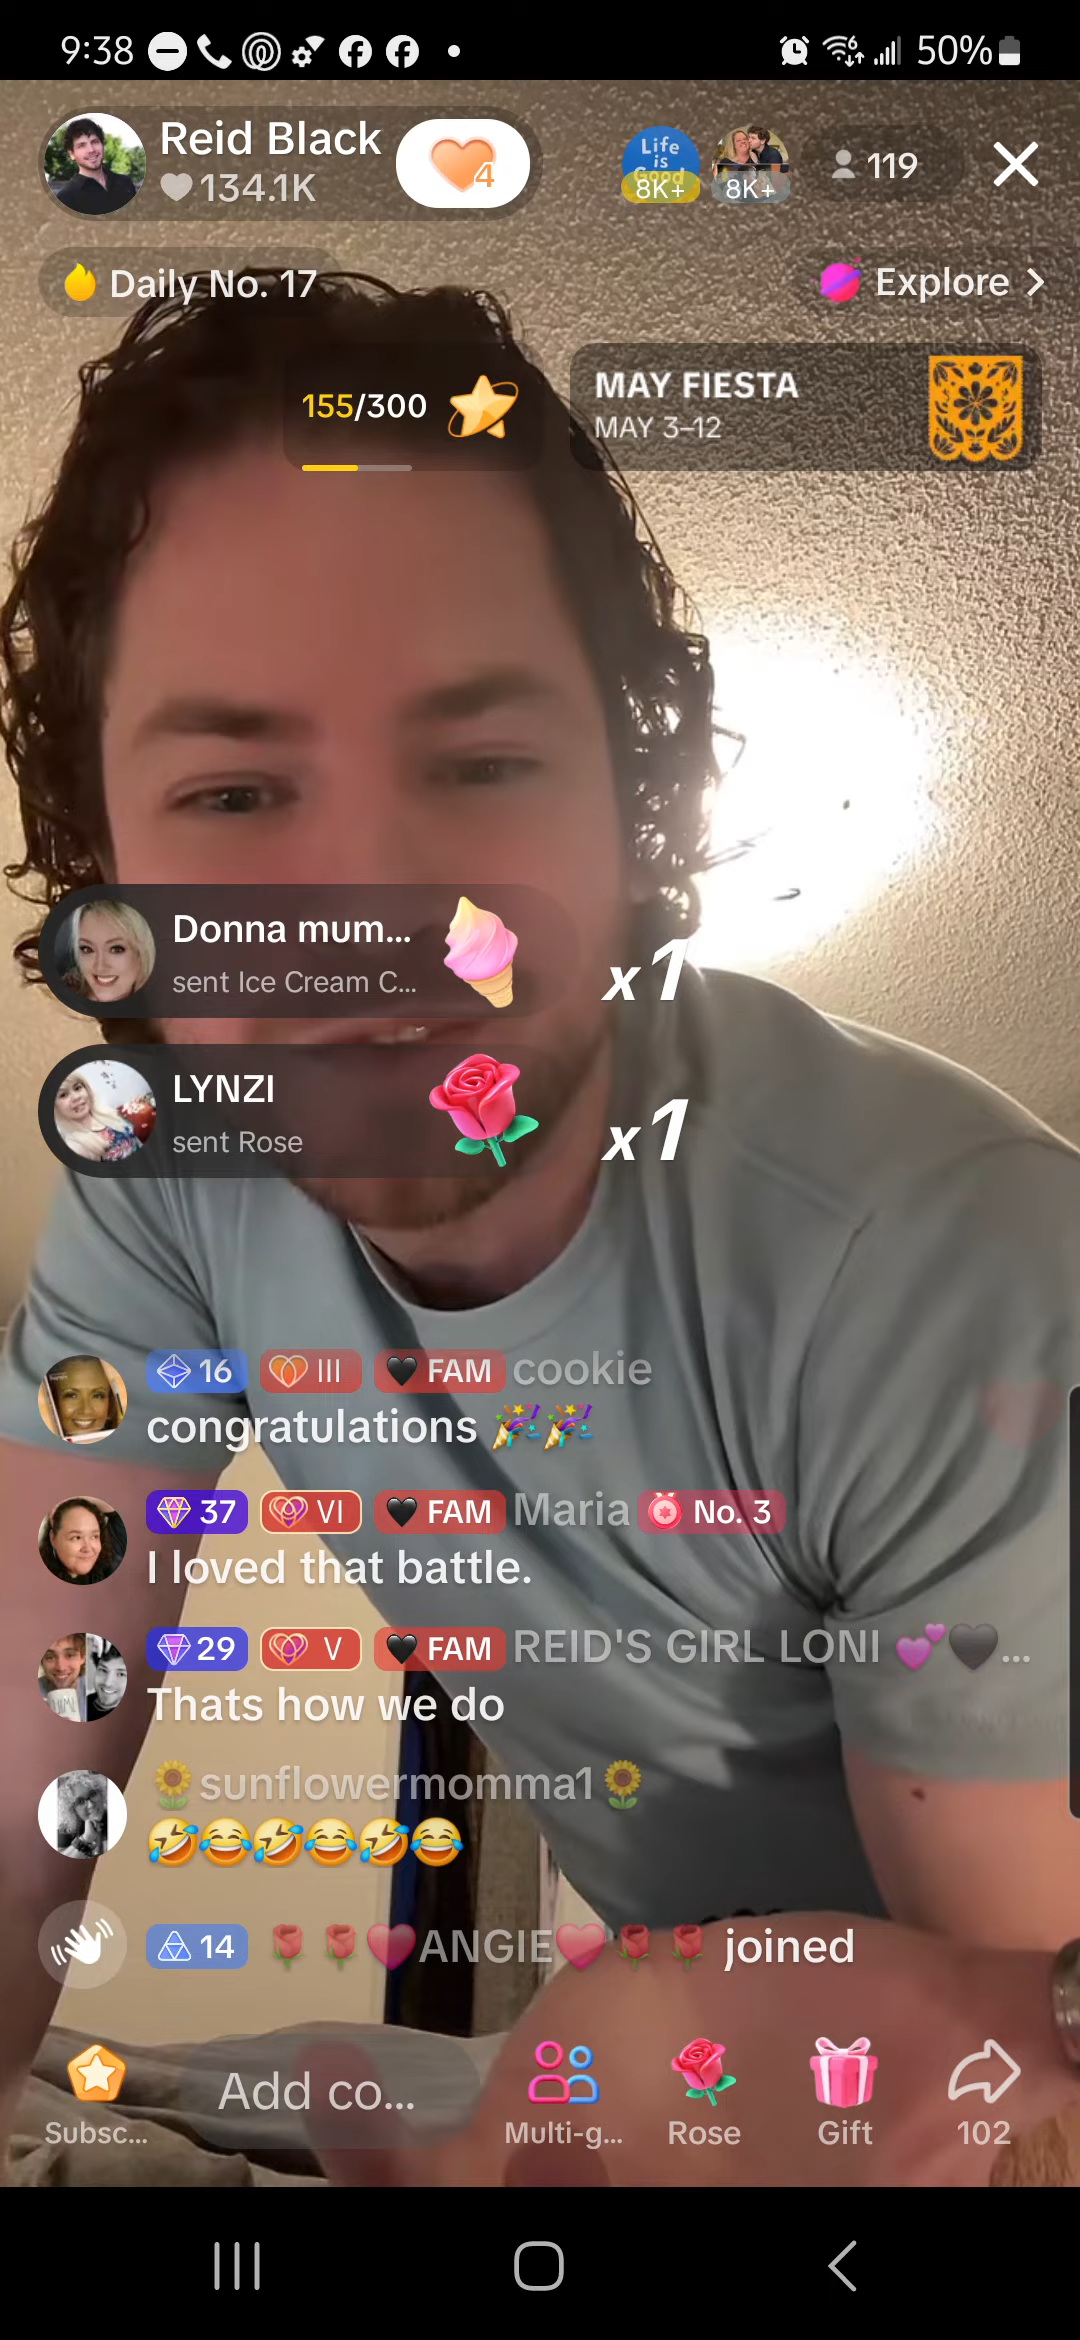 9:38
50%
Reid Black
134.1K
4
Life
is
Good
8K+
8K+
119
Daily No. 17
Explore
155/300
MAY FIESTA
MAY 3–12
Donna mum...
sent Ice Cream C...
x1
LYNZI
sent Rose
x1
16 III 🖤 FAM cookie
congratulations 🎉🎉
37 VI 🖤 FAM Maria No. 3
I loved that battle.
29 V 🖤 FAM REID'S GIRL LONI 💕🖤...
Thats how we do
🌻sunflowermomma1🌻
🤣😂🤣😂🤣😂
14 🌹🌹❤️ANGIE❤️🌹🌹 joined
Add co...
Subsc...
Multi-g...
Rose
Gift
102